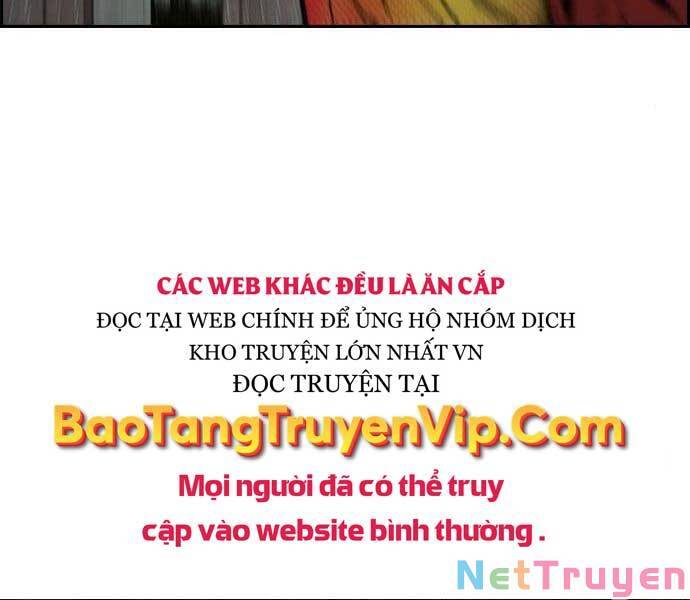 CÁC WEB KHÁC ĐỀU LÀ ĂN CẮP
ĐỌC TẠI WEB CHÍNH ĐỂ ỦNG HỘ NHÓM DỊCH
KHO TRUYỆN LỚN NHẤT VN
ĐỌC TRUYỆN TẠI
BaoTangTruyenVip.Com
Mọi người đã có thể truy
cập vào website bình thường .
NetTruyen